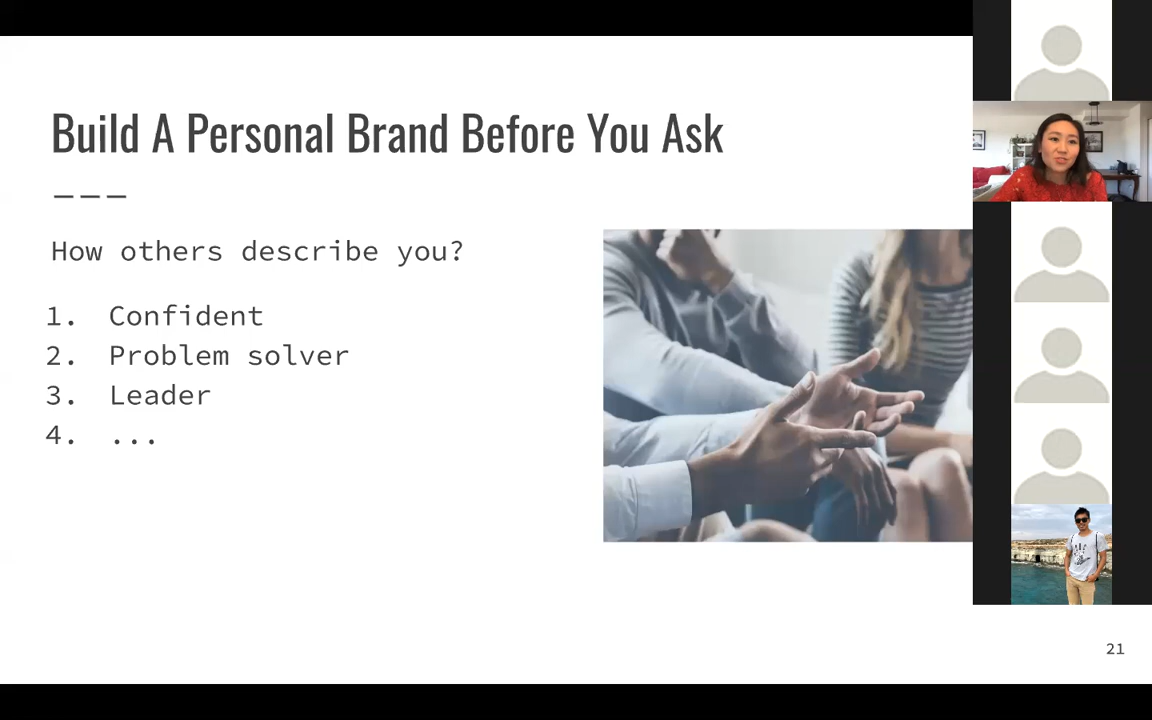 Build A Personal Brand Before You Ask
___
How others describe you?
1. Confident
2. Problem solver
3. Leader
4. ...
21